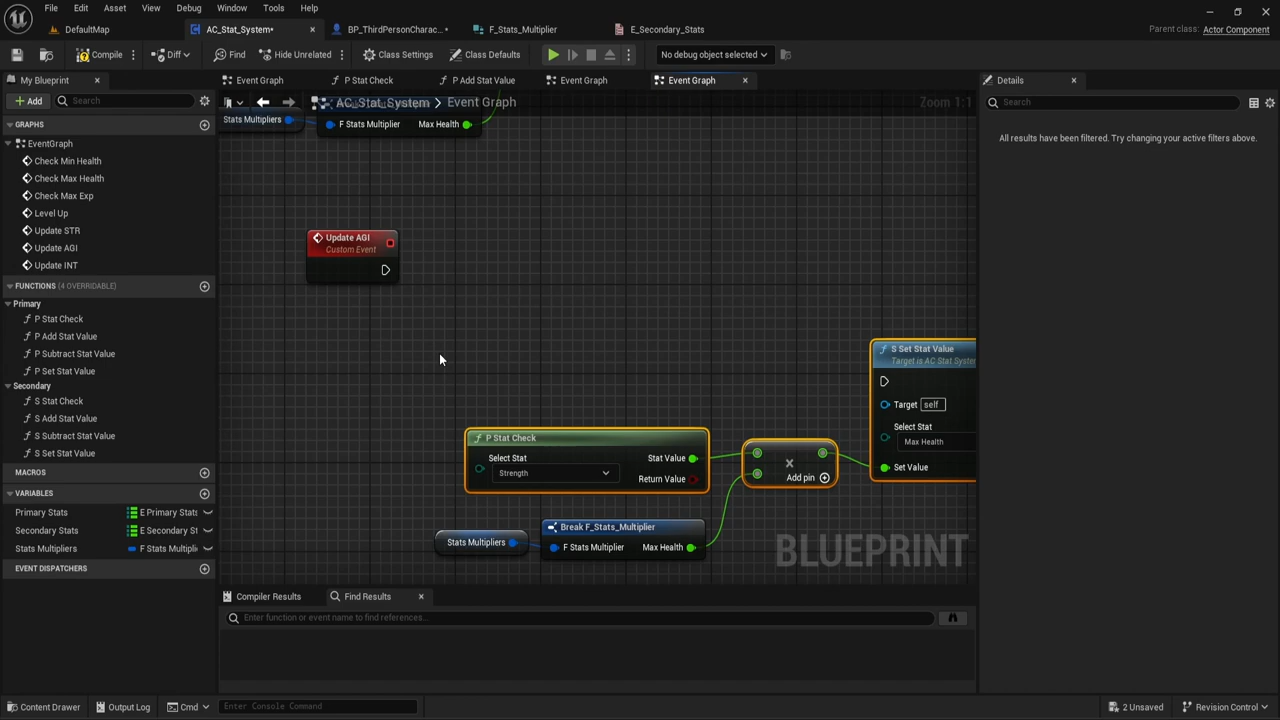 File Edit Asset View Debug Window Tools Help
DefaultMap AC_Stat_System* × BP_ThirdPersonCharac...* F_Stats_Multiplier E_Secondary_Stats
Parent class: Actor Component
Compile Diff Find Hide Unrelated Class Settings Class Defaults No debug object selected
My Blueprint × Event Graph P Stat Check P Add Stat Value Event Graph Event Graph × Details ×
+ Add Search AC_Stat_System > Event Graph Zoom 1:1 Search
GRAPHS
EventGraph
Check Min Health
Check Max Health
Check Max Exp
Level Up
Update STR
Update AGI
Update INT
FUNCTIONS (4 OVERRIDABLE)
Primary
P Stat Check
P Add Stat Value
P Subtract Stat Value
P Set Stat Value
Secondary
S Stat Check
S Add Stat Value
S Subtract Stat Value
S Set Stat Value
MACROS
VARIABLES
Primary Stats E Primary Stats
Secondary Stats E Secondary St
Stats Multipliers F Stats Multipli
EVENT DISPATCHERS
Stats Multipliers F Stats Multiplier Max Health
Update AGI
Custom Event
P Stat Check
Select Stat Stat Value
Strength
Return Value
×
Add pin
Stats Multipliers
Break F_Stats_Multiplier
F Stats Multiplier Max Health
S Set Stat Value
Target is AC Stat System
Target self
Select Stat
Max Health
Set Value
BLUEPRINT
All results have been filtered. Try changing your active filters above.
Compiler Results Find Results ×
Enter function or event name to find references...
Content Drawer Output Log Cmd Enter Console Command 2 Unsaved Revision Control